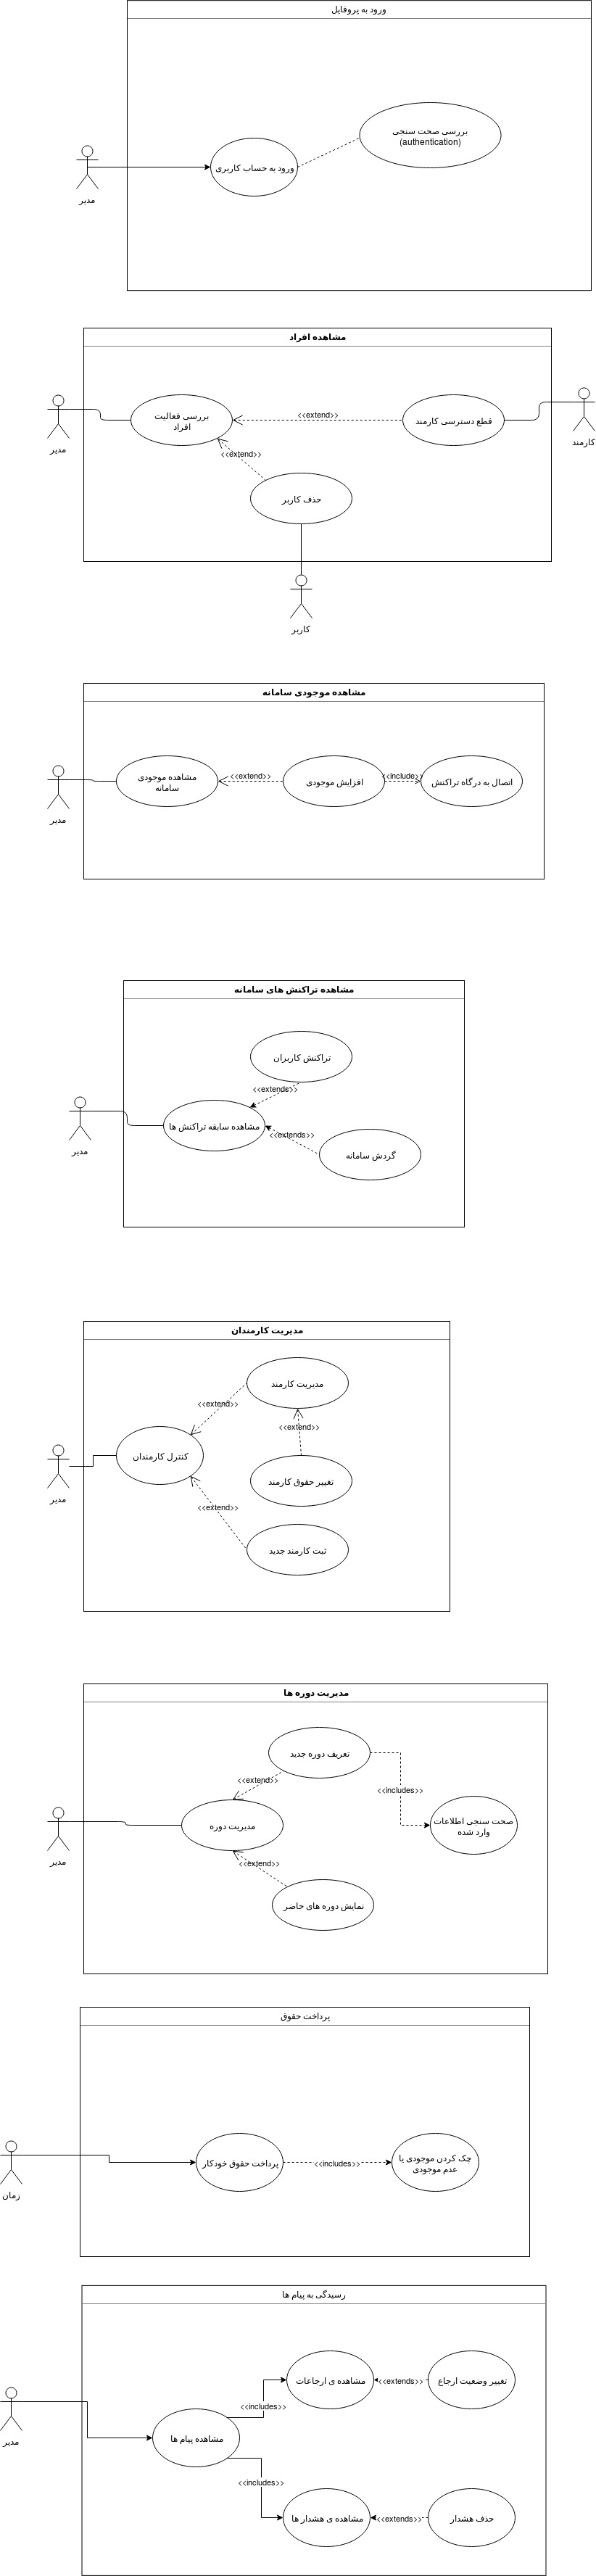 ورود به پروفایل
بررسی صحت سنجی
(authentication)
ورود به حساب کاربری
مدیر
مشاهده افراد
بررسی فعالیت
افراد
<<extend>>
قطع دسترسی کارمند
مدیر
کارمند
<<extend>>
حذف کاربر
کاربر
مشاهده موجودی سامانه
مشاهده موجودی
سامانه
<<extend>>
افزایش موجودی
<<include>>
اتصال به درگاه تراکنش
مدیر
مشاهده تراکنش های سامانه
تراکنش کاربران
<<extends>>
مشاهده سابقه تراکنش ها
<<extends>>
گردش سامانه
مدیر
مدیریت کارمندان
مدیریت کارمند
<<extend>>
<<extend>>
کنترل کارمندان
تغییر حقوق کارمند
مدیر
<<extend>>
ثبت کارمند جدید
مدیریت دوره ها
تعریف دوره جدید
<<extend>>
<<includes>>
مدیریت دوره
صحت سنجی اطلاعات
وارد شده
مدیر
<<extend>>
نمایش دوره های حاضر
پرداخت حقوق
پرداخت حقوق خودکار
<<includes>>
چک کردن موجودی یا
عدم موجودی
زمان
رسیدگی به پیام ها
مشاهده ی ارجاعات
<<extends>>
تغییر وضعیت ارجاع
<<includes>>
مشاهده پیام ها
مدیر
<<includes>>
مشاهده ی هشدار ها
<<extends>>
حذف هشدار